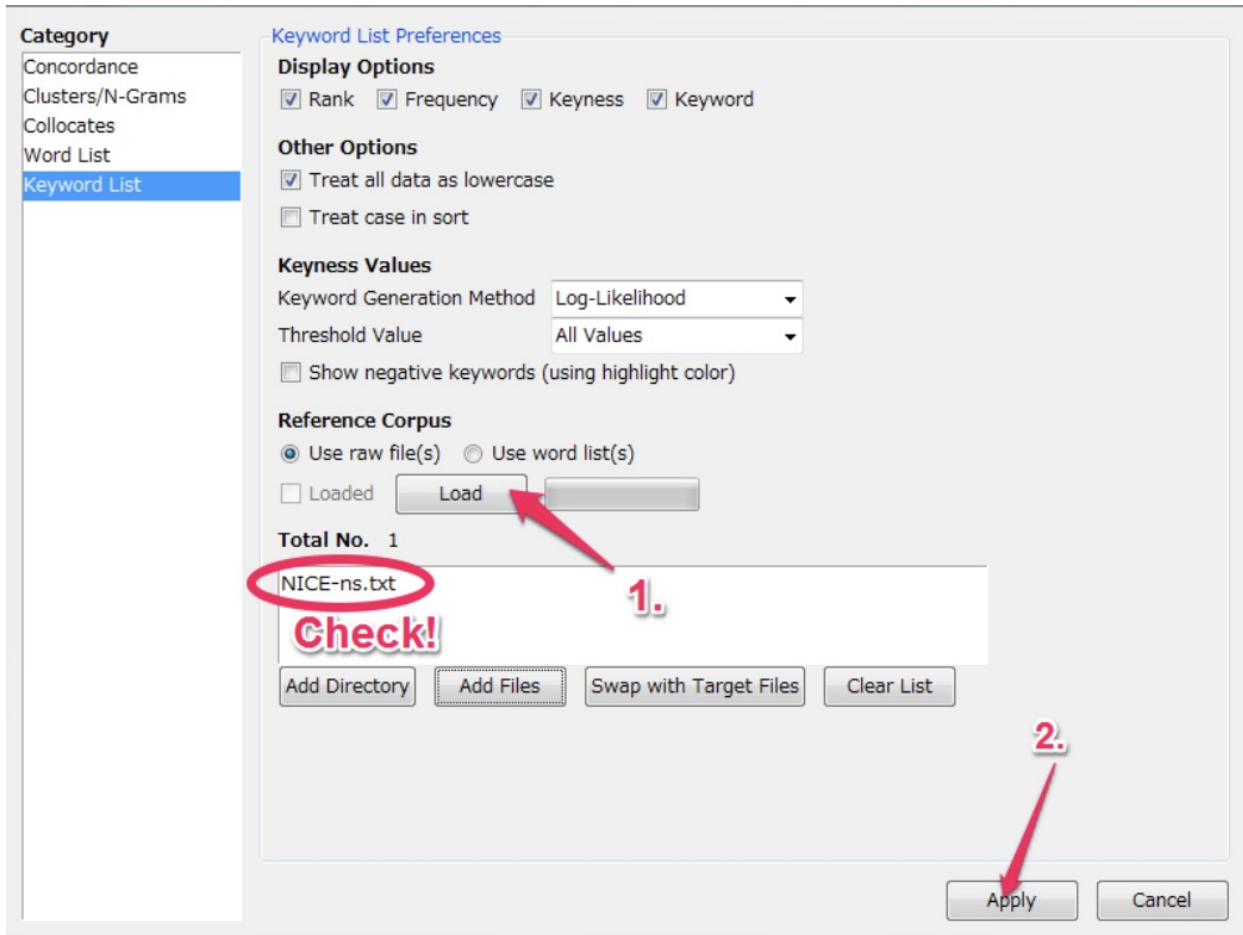 Category
Concordance
Clusters/N-Grams
Collocates
Word List
Keyword List
Keyword List Preferences
Display Options
Rank Frequency Keyness Keyword
Other Options
Treat all data as lowercase
Treat case in sort
Keyness Values
Keyword Generation Method Log-Likelihood
Threshold Value All Values
Show negative keywords (using highlight color)
Reference Corpus
Use raw file(s) Use word list(s)
Loaded Load
Total No. 1
NICE-ns.txt
1.
Check!
Add Directory Add Files Swap with Target Files Clear List
2.
Apply Cancel